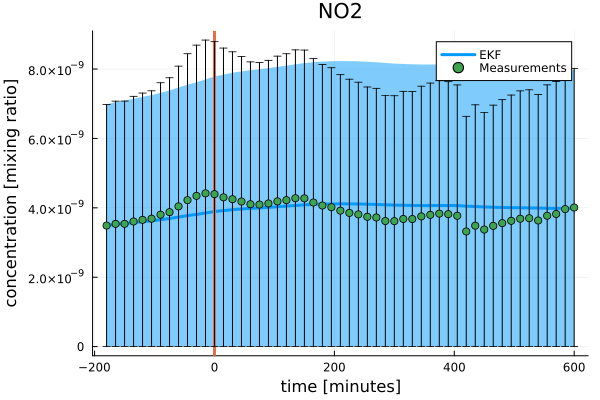 NO2
EKF
Measurements
8.0×10⁻⁹
6.0×10⁻⁹
4.0×10⁻⁹
2.0×10⁻⁹
0
concentration [mixing ratio]
−200 0 200 400 600
time [minutes]